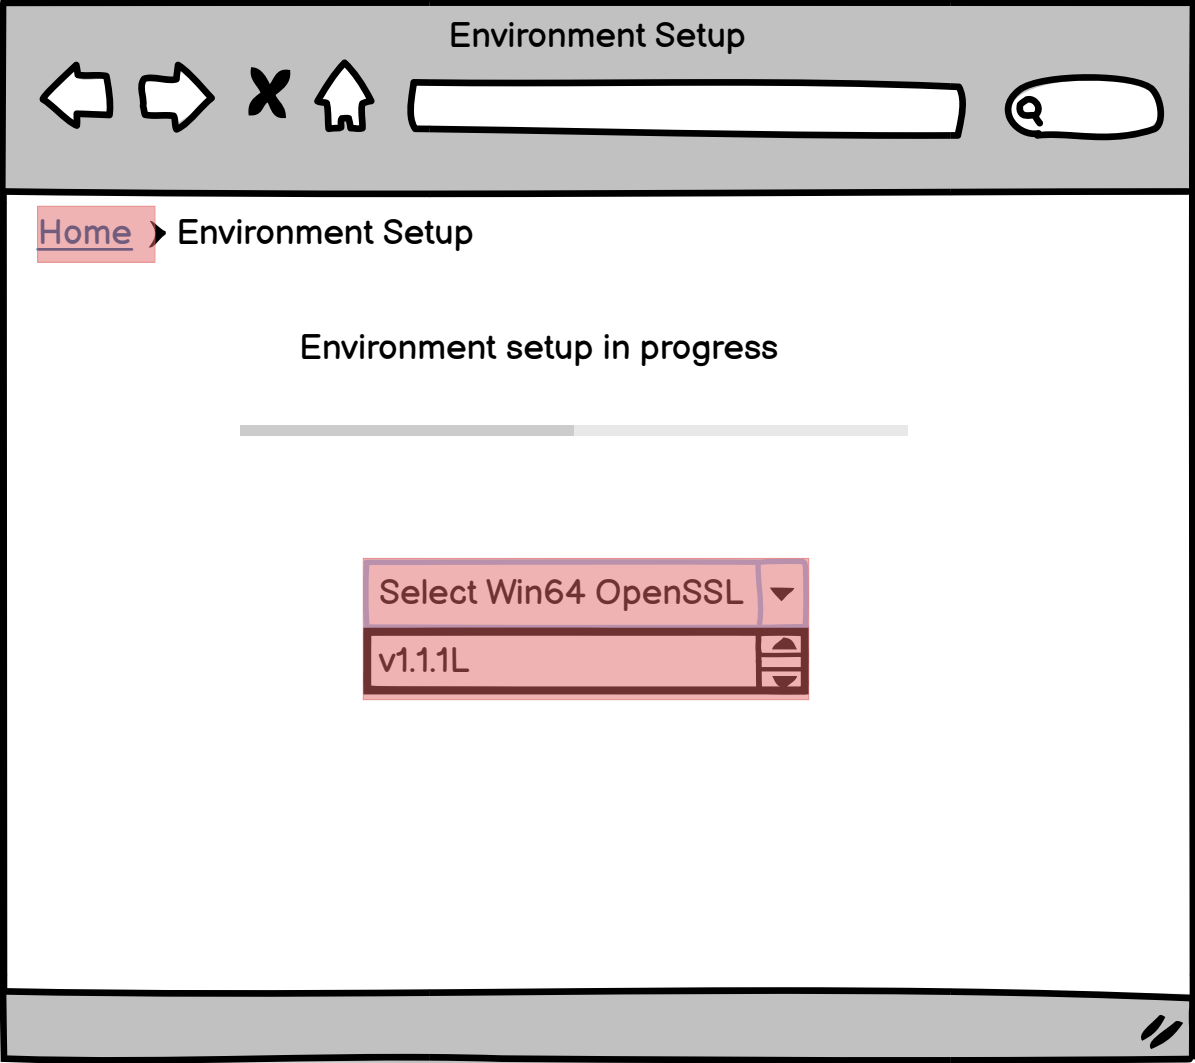 Environment Setup
Home Environment Setup
Environment setup in progress
Select Win64 OpenSSL
v1.1.1L